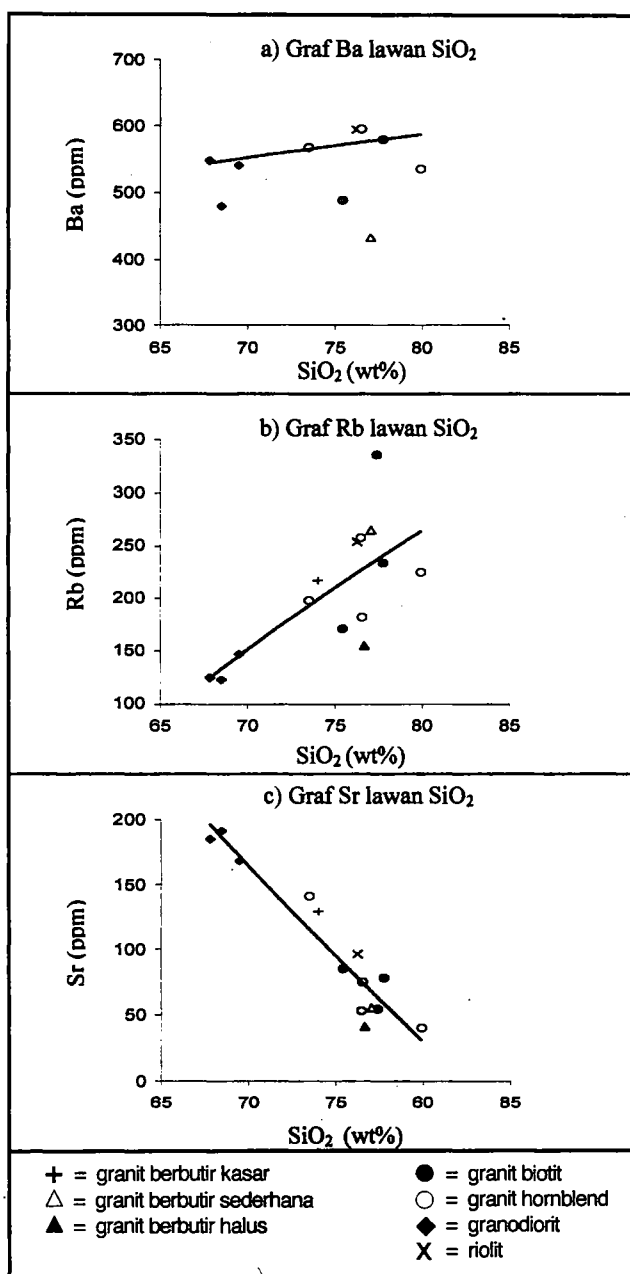 a) Graf Ba lawan SiO₂
700
600
500
400
300
Ba (ppm)
65 70 75 80 85
SiO₂ (wt%)
b) Graf Rb lawan SiO₂
350
300
250
200
150
100
Rb (ppm)
65 70 75 80 85
SiO₂ (wt%)
c) Graf Sr lawan SiO₂
200
150
100
50
0
Sr (ppm)
65 70 75 80 85
SiO₂ (wt%)
+ = granit berbutir kasar
△ = granit berbutir sederhana
▲ = granit berbutir halus
● = granit biotit
○ = granit hornblend
◆ = granodiorit
X = riolit